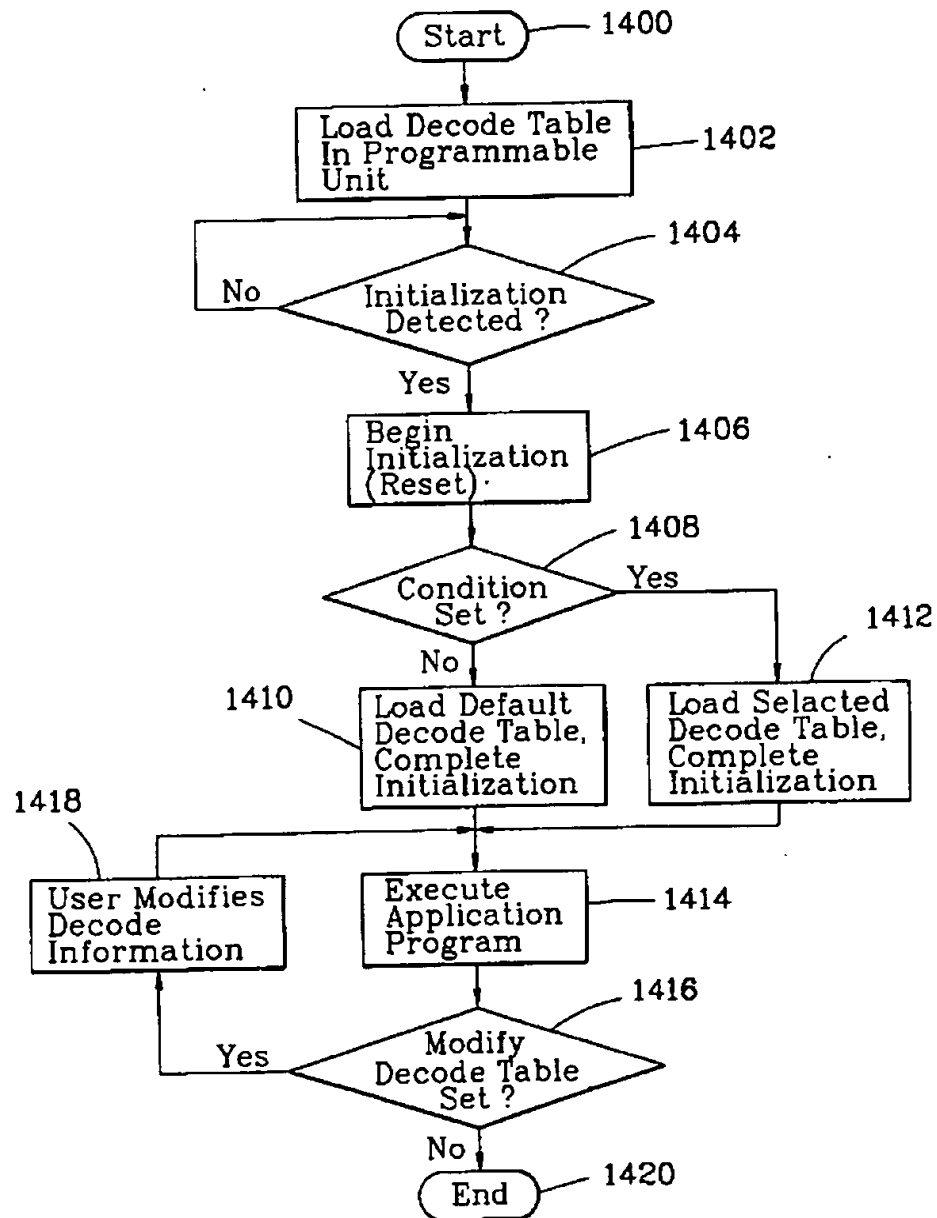 Start
1400
Load Decode Table
In Programmable
Unit
1402
1404
No
Initialization
Detected ?
Yes
Begin
Initialization
(Reset)
1406
1408
Condition
Set ?
Yes
No
1412
1410
Load Default
Decode Table,
Complete
Initialization
Load Selacted
Decode Table,
Complete
Initialization
1418
User Modifies
Decode
Information
Execute
Application
Program
1414
1416
Yes
Modify
Decode Table
Set ?
No
End
1420